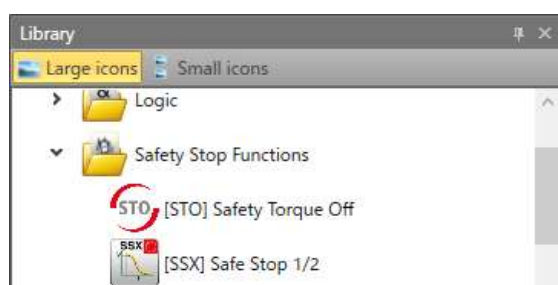 Library
Large icons Small icons
Logic
Safety Stop Functions
STO [STO] Safety Torque Off
SSX [SSX] Safe Stop 1/2